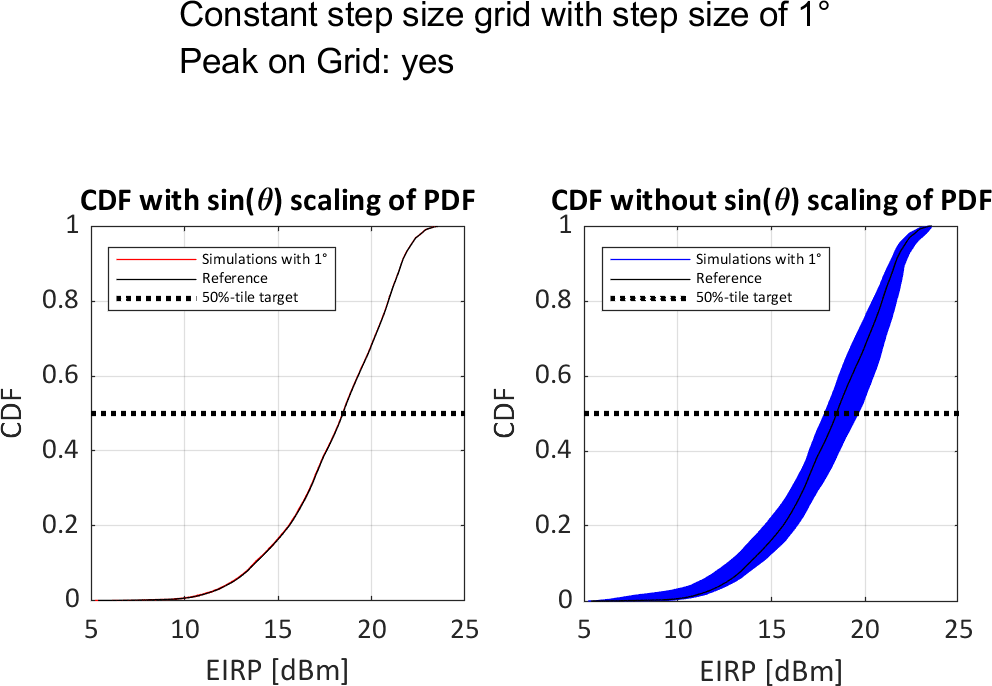 Constant step size grid with step size of 1°
Peak on Grid: yes
CDF with sin(θ) scaling of PDF
1
0.8
0.6
0.4
0.2
0
CDF
Simulations with 1°
Reference
50%-tile target
5 10 15 20 25
EIRP [dBm]
CDF without sin(θ) scaling of PDF
1
0.8
0.6
0.4
0.2
0
CDF
Simulations with 1°
Reference
50%-tile target
5 10 15 20 25
EIRP [dBm]